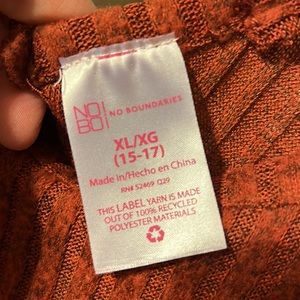 NO
BO
NO BOUNDARIES
XL/XG
(15-17)
Made in/Hecho en China
RN# 52469 Q29
THIS LABEL YARN IS MADE
OUT OF 100% RECYCLED
POLYESTER MATERIALS